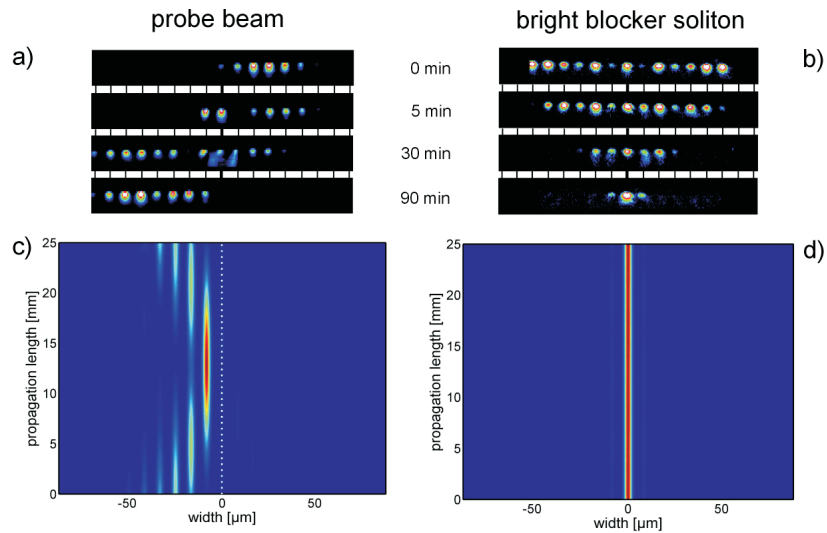 probe beam
bright blocker soliton
a)
b)
0 min
5 min
30 min
90 min
c)
d)
25
20
15
10
5
0
propagation length [mm]
-50
0
50
width [µm]
25
20
15
10
5
0
propagation length [mm]
-50
0
50
width [µm]